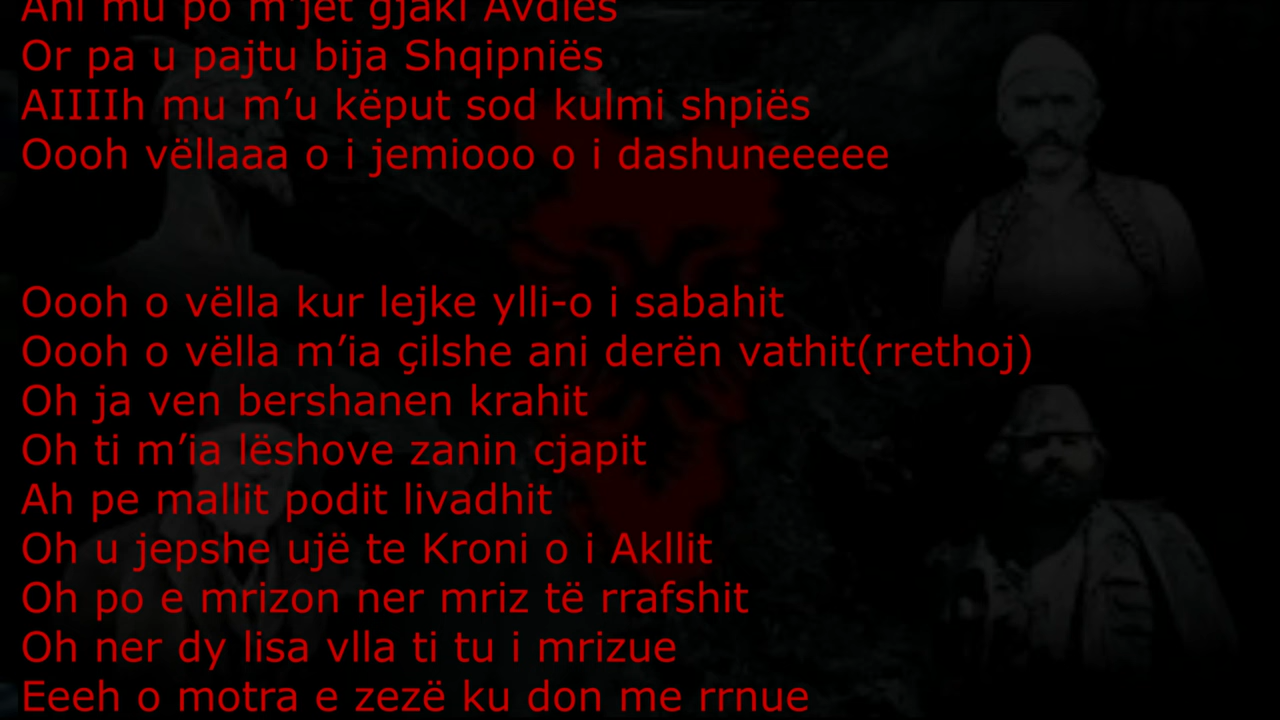 Ani mu po m'jet gjaki Avdies
Or pa u pajtu bija Shqipniës
AIIIIh mu m’u këput sod kulmi shpiës
Oooh vëllaaa o i jemiooo o i dashuneeeee
Oooh o vëlla kur lejke ylli-o i sabahit
Oooh o vëlla m’ia çilshe ani derën vathit(rrethoj)
Oh ja ven bershanen krahit
Oh ti m’ia lëshove zanin cjapit
Ah pe mallit podit livadhit
Oh u jepshe ujë te Kroni o i Akllit
Oh po e mrizon ner mriz të rrafshit
Oh ner dy lisa vlla ti tu i mrizue
Eeeh o motra e zezë ku don me rrnue